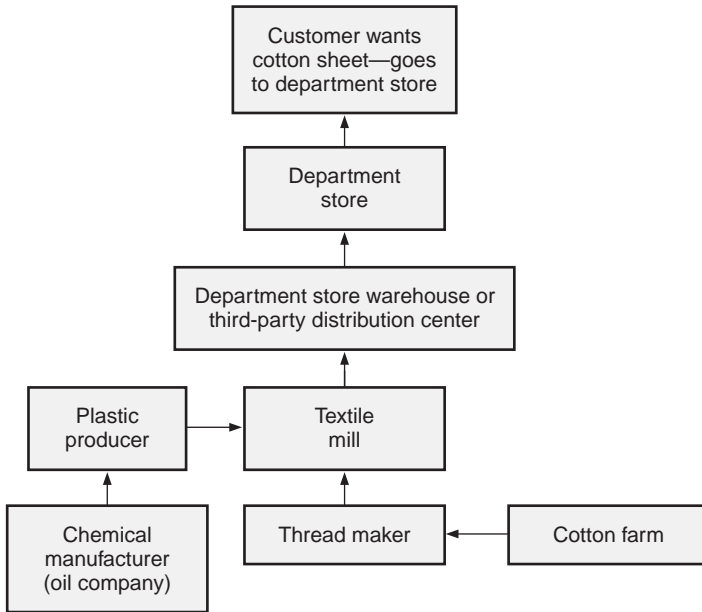 Customer wants
cotton sheet—goes
to department store
Department
store
Department store warehouse or
third-party distribution center
Plastic
producer
Textile
mill
Chemical
manufacturer
(oil company)
Thread maker
Cotton farm